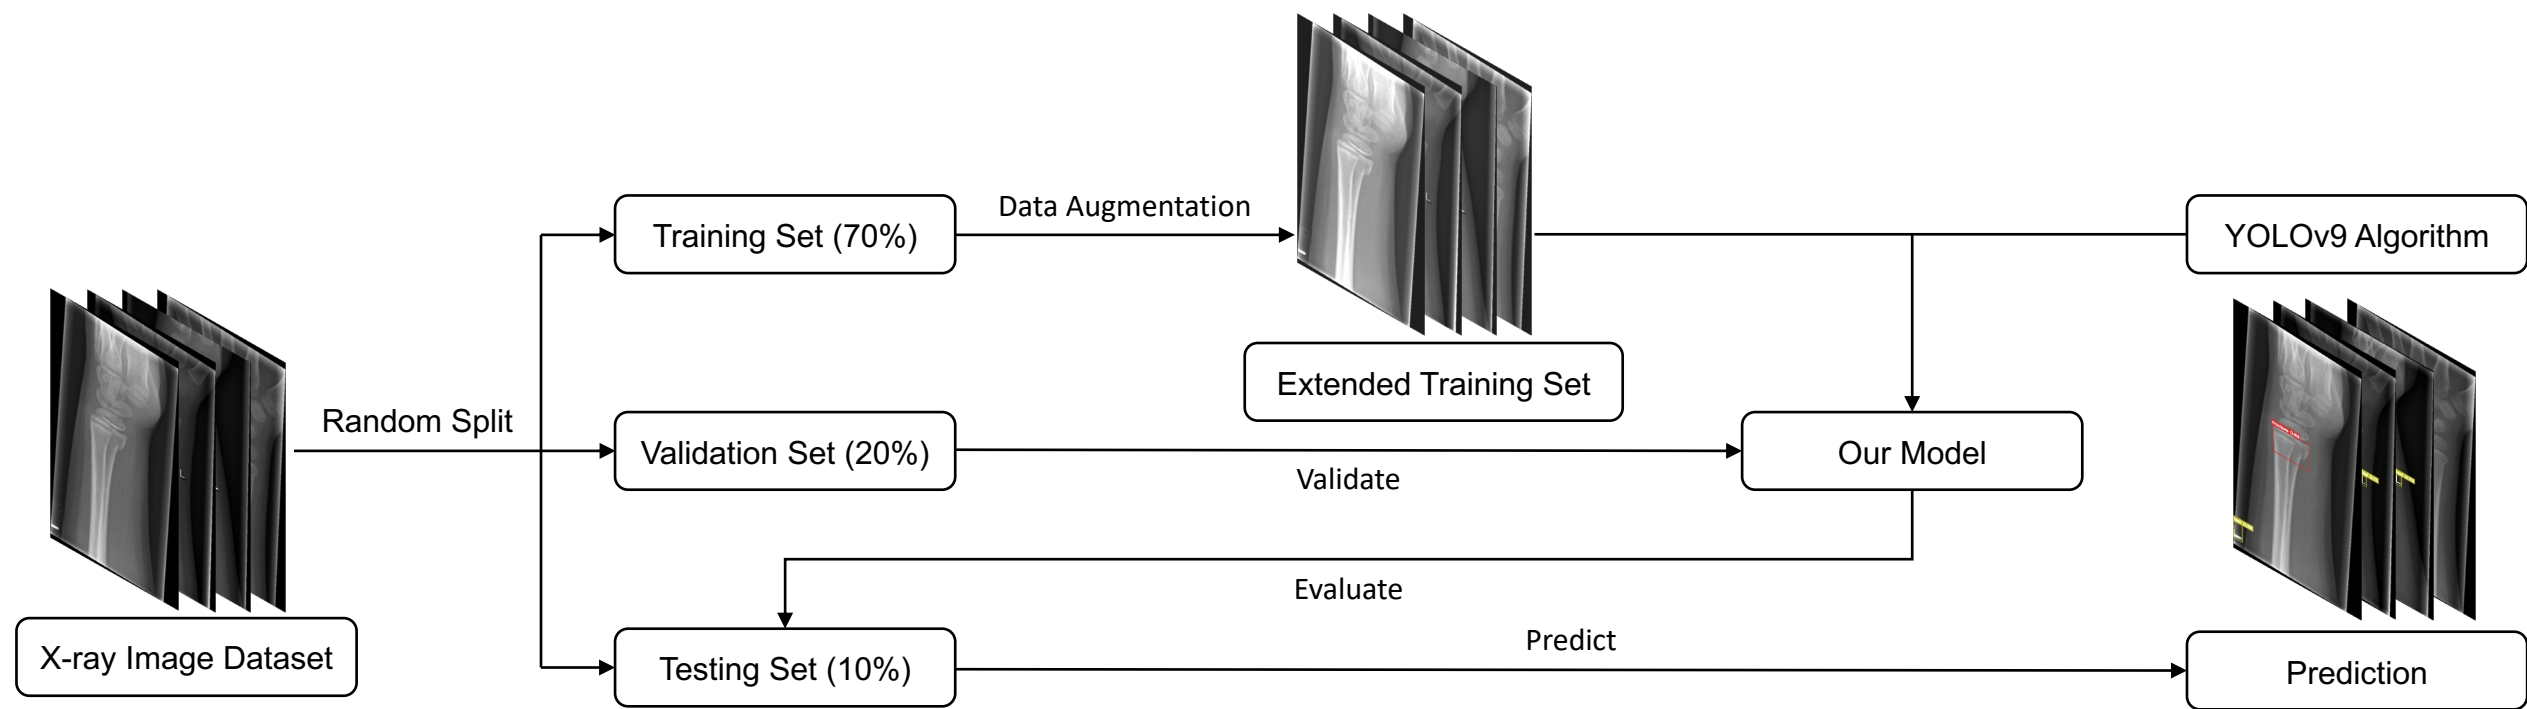 Data Augmentation
Training Set (70%)
YOLOv9 Algorithm
Extended Training Set
Random Split
Validation Set (20%)
Validate
Our Model
Evaluate
X-ray Image Dataset
Testing Set (10%)
Predict
Prediction
L